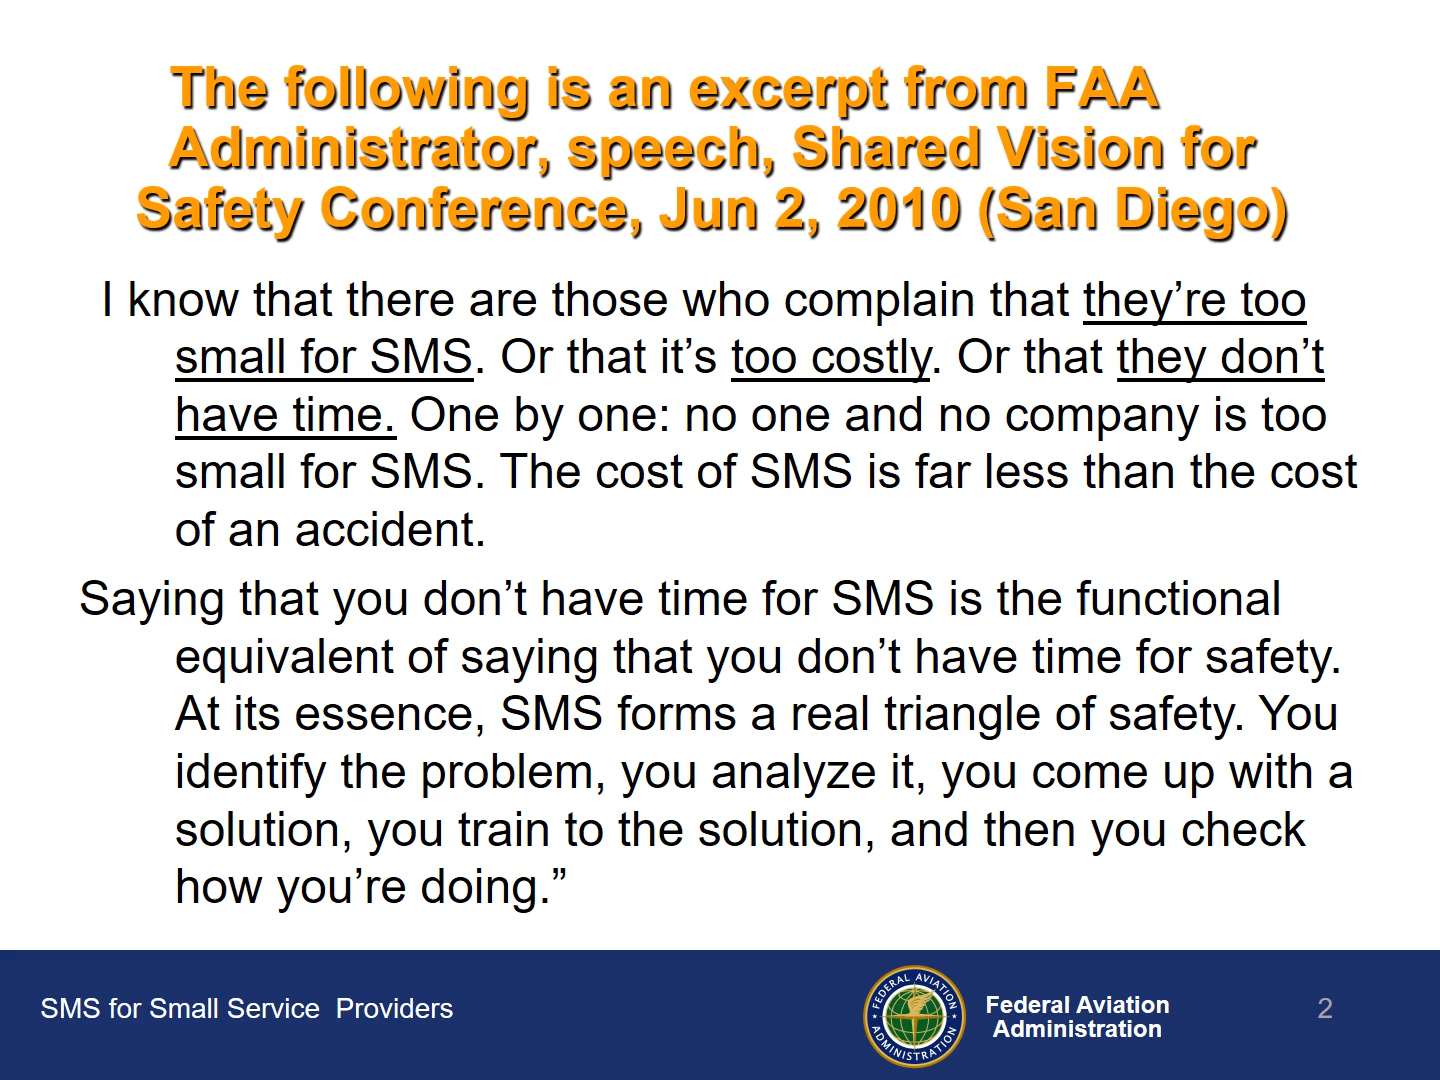 The following is an excerpt from FAA
Administrator, speech, Shared Vision for
Safety Conference, Jun 2, 2010 (San Diego)
I know that there are those who complain that they’re too
small for SMS. Or that it’s too costly. Or that they don’t
have time. One by one: no one and no company is too
small for SMS. The cost of SMS is far less than the cost
of an accident.
Saying that you don’t have time for SMS is the functional
equivalent of saying that you don’t have time for safety.
At its essence, SMS forms a real triangle of safety. You
identify the problem, you analyze it, you come up with a
solution, you train to the solution, and then you check
how you’re doing.”
SMS for Small Service  Providers
FEDERAL AVIATION
ADMINISTRATION
Federal Aviation
Administration
2